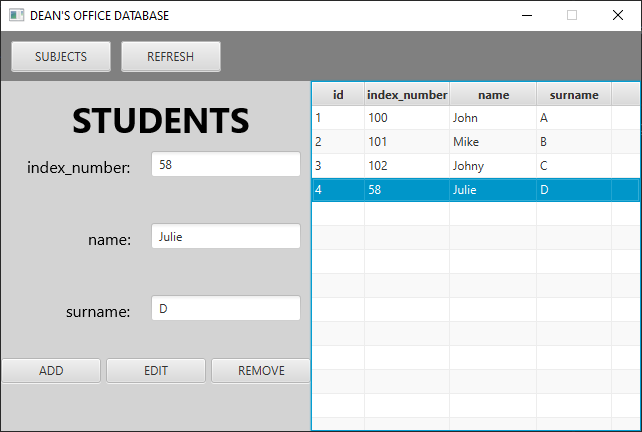 DEAN'S OFFICE DATABASE
SUBJECTS REFRESH
STUDENTS
index_number: 58
name: Julie
surname: D
ADD EDIT REMOVE
id index_number name surname
1 100 John A
2 101 Mike B
3 102 Johny C
4 58 Julie D